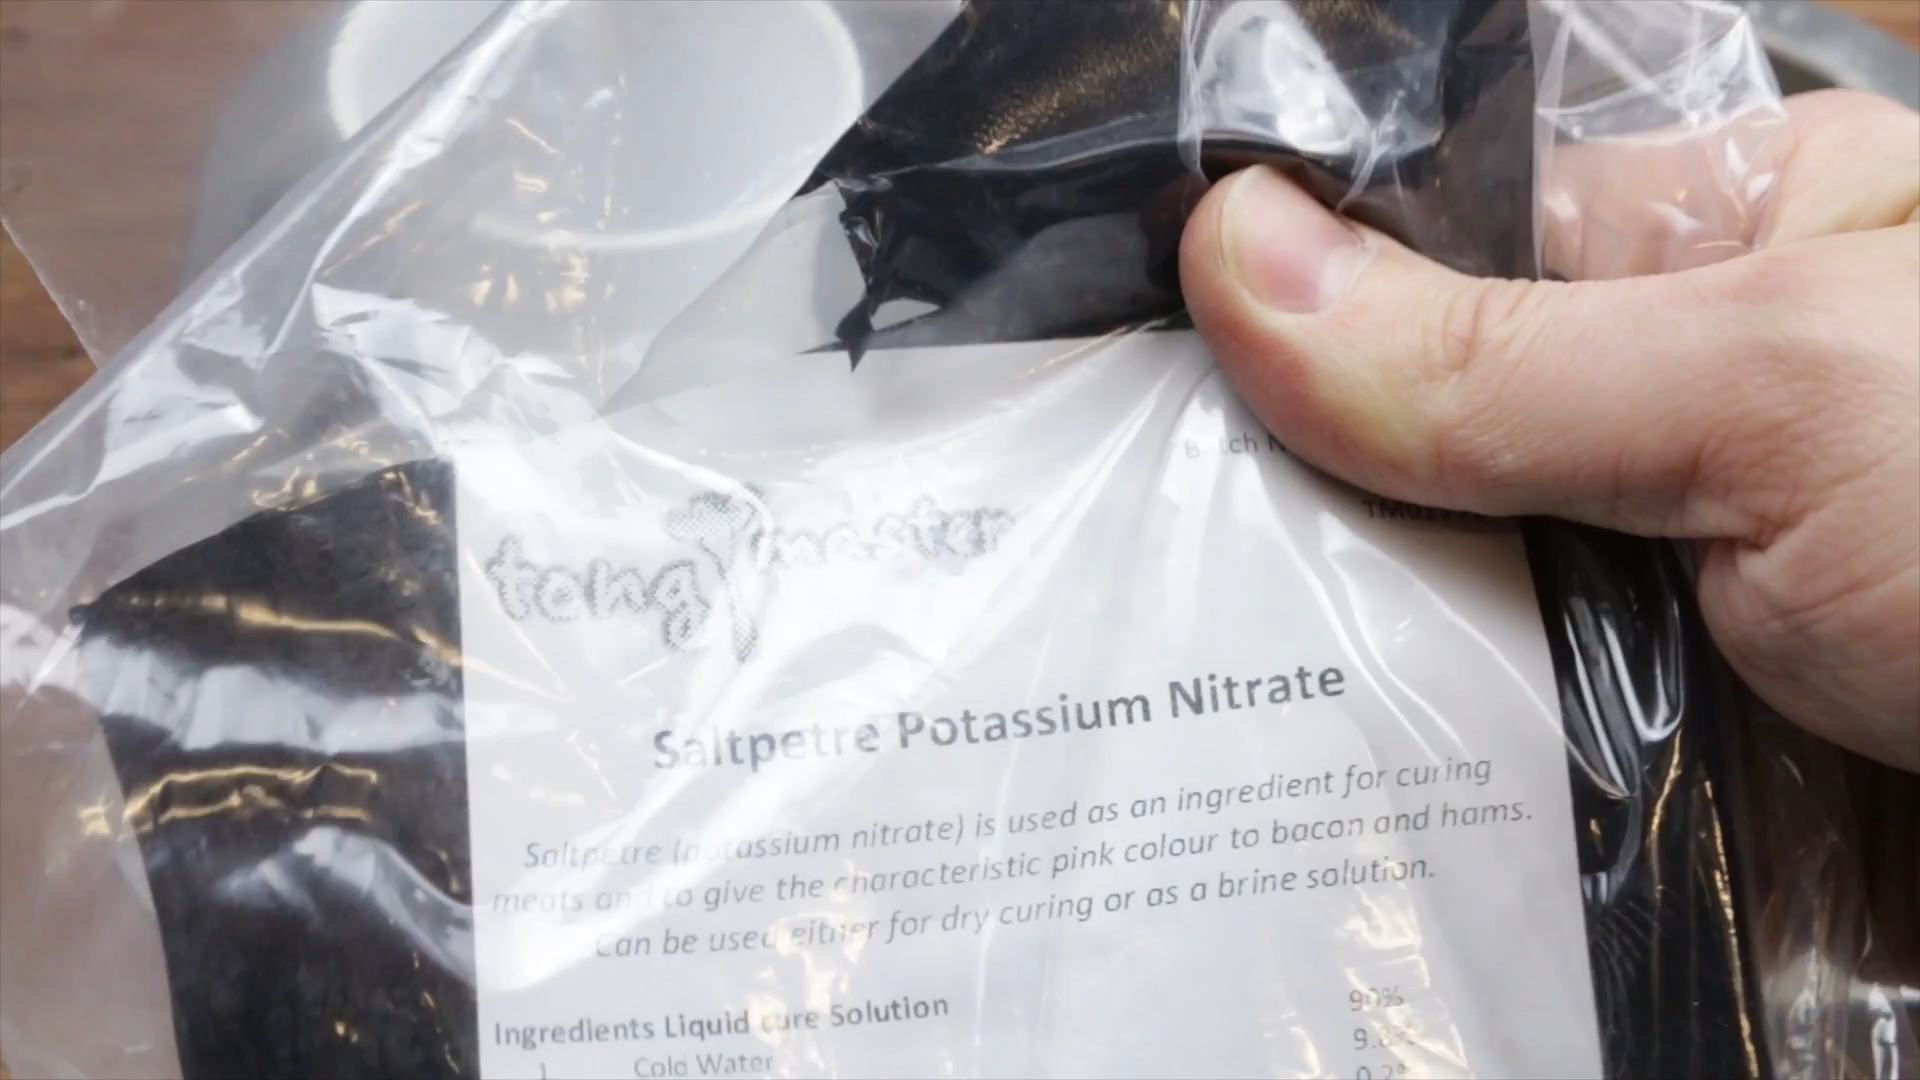 Batch
tongmaster
Saltpetre Potassium Nitrate
Saltpetre (potassium nitrate) is used as an ingredient for curing
meats and to give the characteristic pink colour to bacon and hams.
Can be used either for dry curing or as a brine solution.
Ingredients Liquid cure Solution
1 Cold Water 90%